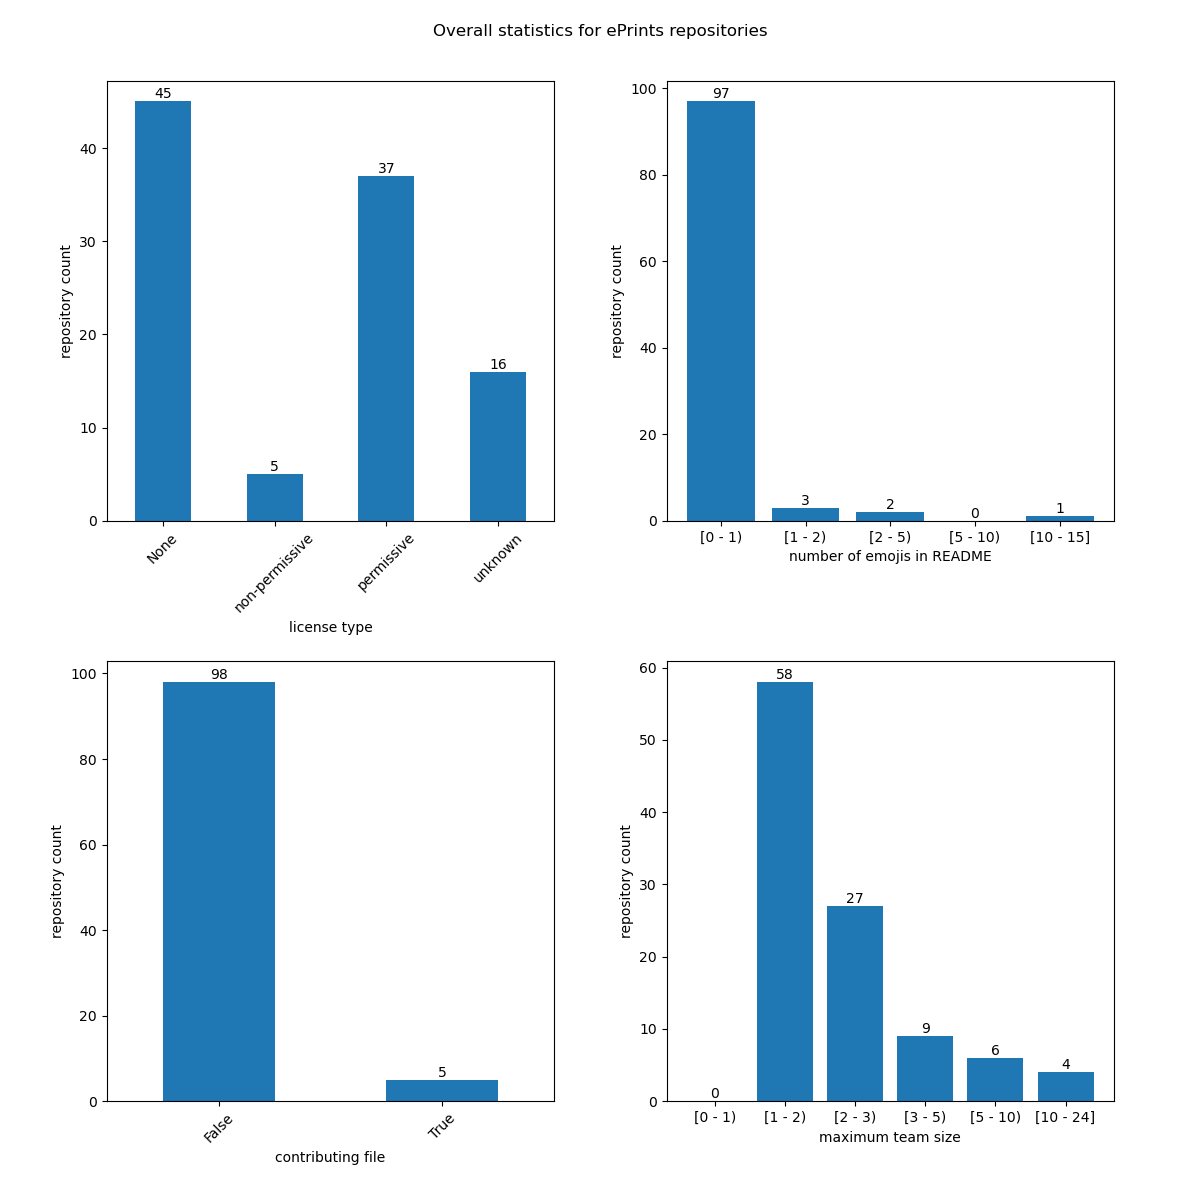 Overall statistics for ePrints repositories
45
5
37
16
40
30
20
10
0
repository count
None
non-permissive
permissive
unknown
license type
97
3
2
0
1
100
80
60
40
20
0
repository count
[0 - 1)
[1 - 2)
[2 - 5)
[5 - 10)
[10 - 15]
number of emojis in README
98
5
100
80
60
40
20
0
repository count
False
True
contributing file
0
58
27
9
6
4
60
50
40
30
20
10
0
repository count
[0 - 1)
[1 - 2)
[2 - 3)
[3 - 5)
[5 - 10)
[10 - 24]
maximum team size